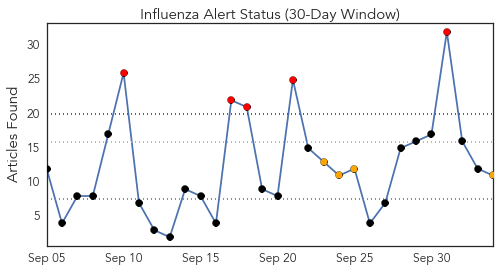 Influenza Alert Status (30-Day Window)
Articles Found
30
25
20
15
10
5
Sep 05
Sep 10
Sep 15
Sep 20
Sep 25
Sep 30